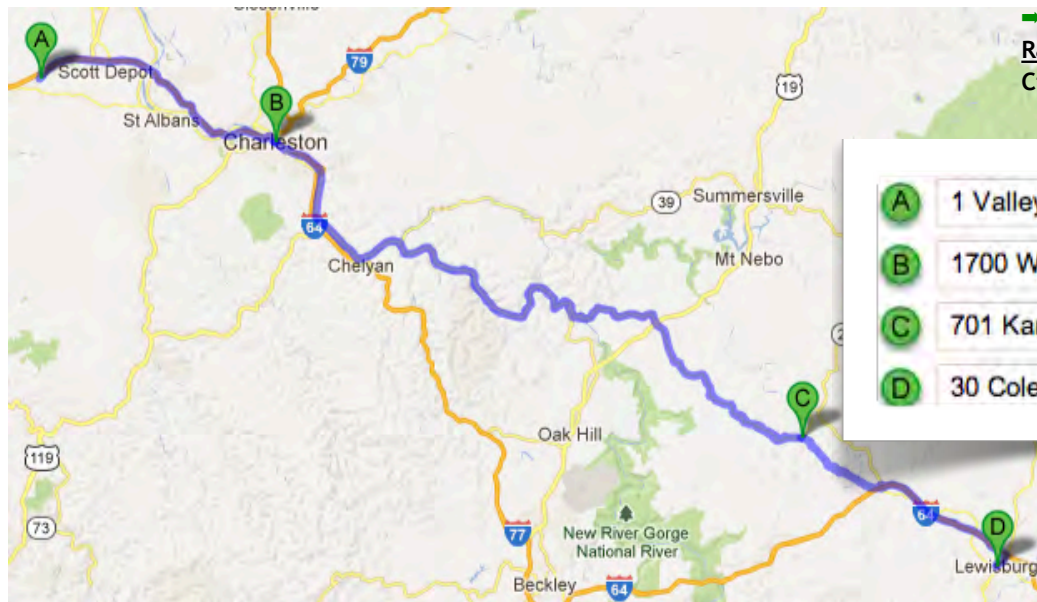 A
Scott Depot
79
19
B
St Albans
Charleston
39
Summersville
64
Chelyan
Mt Nebo
A 1 Valley
B 1700 W
C 701 Kar
D 30 Cole
C
Oak Hill
119
73
77
New River Gorge
National River
64
D
Lewisburg
Beckley
64